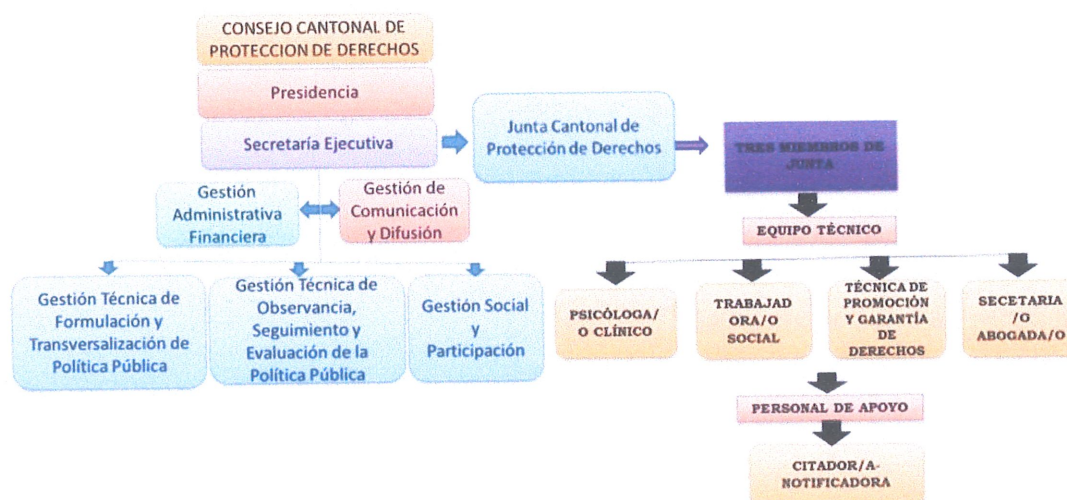 CONSEJO CANTONAL DE
PROTECCION DE DERECHOS
Presidencia
Secretaría Ejecutiva
Junta Cantonal de
Protección de Derechos
TRES MIEMBROS DE
JUNTA
Gestión
Administrativa
Financiera
Gestión de
Comunicación
y Difusión
EQUIPO TÉCNICO
Gestión Técnica de
Formulación y
Transversalización de
Política Pública
Gestión Técnica de
Observancia,
Seguimiento y
Evaluación de la
Política Pública
Gestión Social
y
Participación
PSICÓLOGA/
O CLÍNICO
TRABAJAD
ORA/O
SOCIAL
TÉCNICA DE
PROMOCIÓN
Y GARANTÍA
DE
DERECHOS
SECETARIA
/O
ABOGADA/O
PERSONAL DE APOYO
CITADOR/A-
NOTIFICADORA